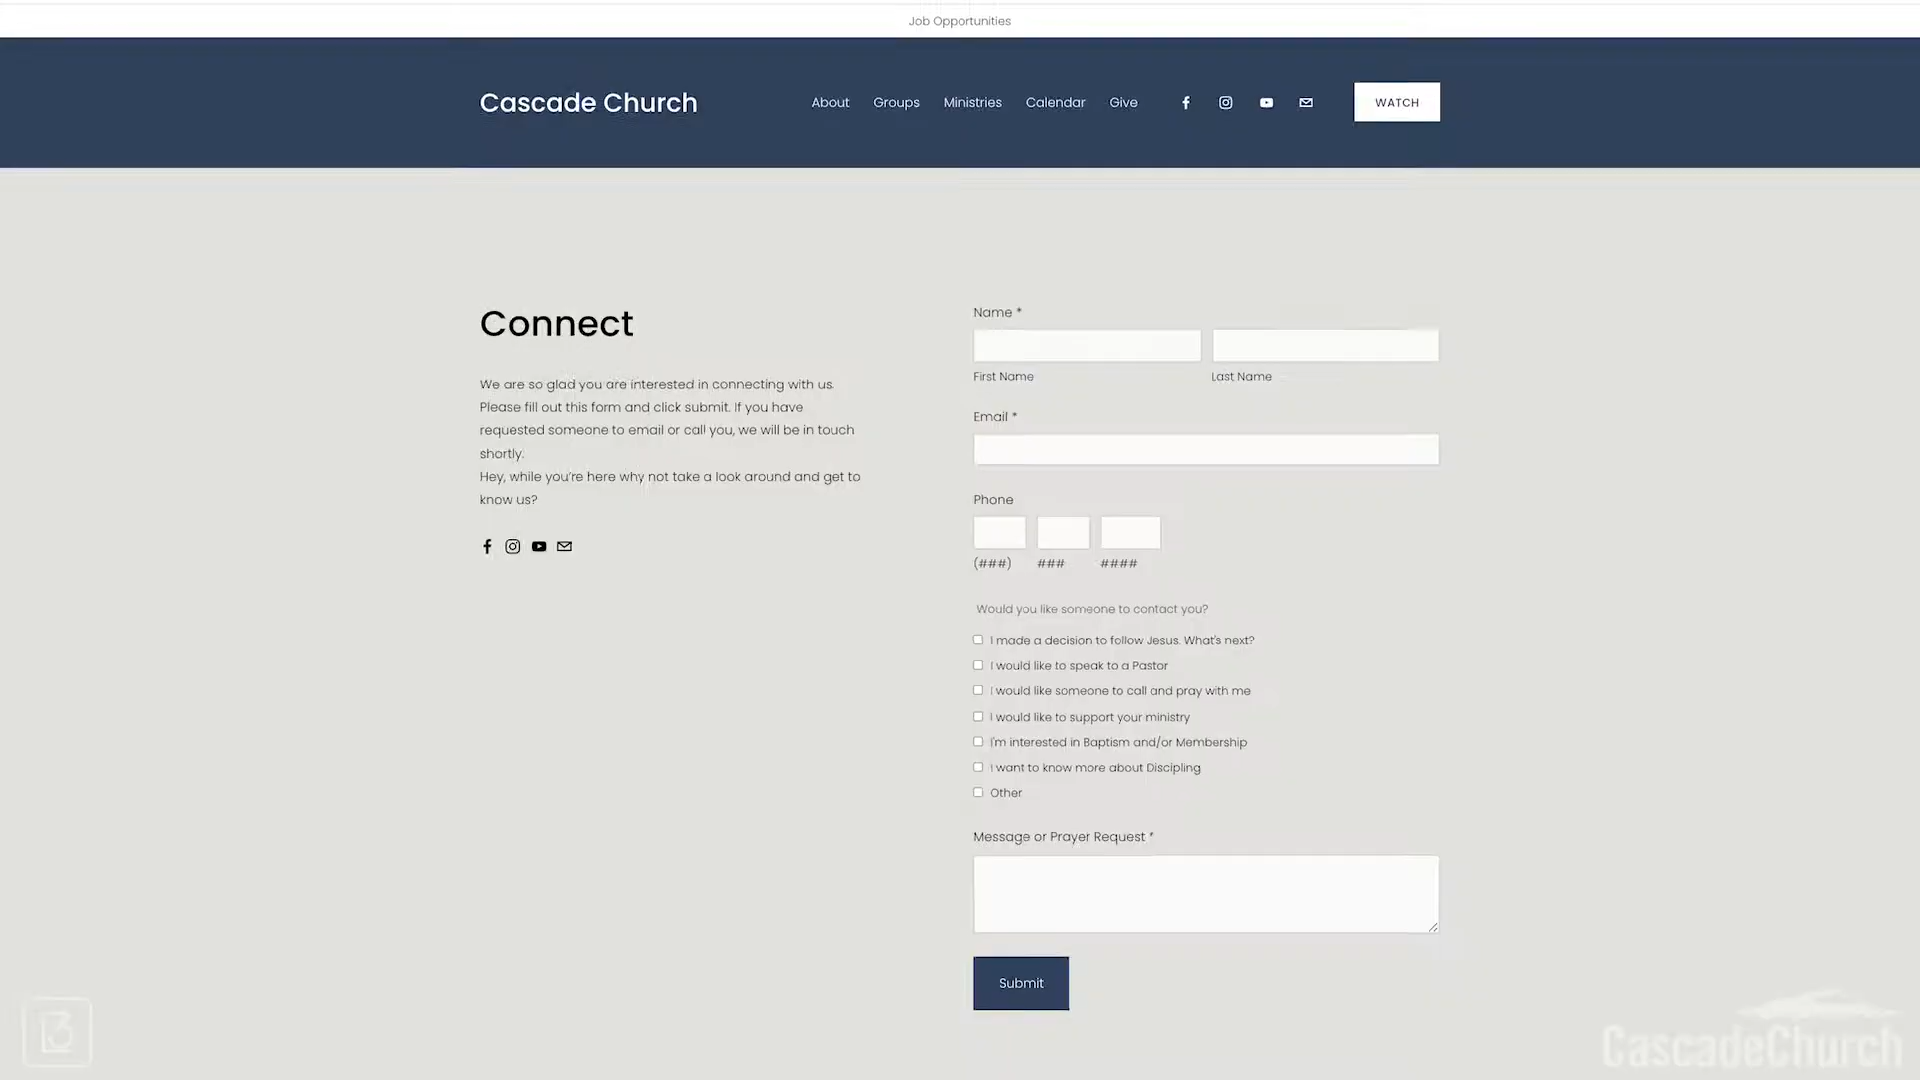 Job Opportunities
Cascade Church
About Groups Ministries Calendar Give
WATCH
Connect
We are so glad you are interested in connecting with us.
Please fill out this form and click submit. If you have
requested someone to email or call you, we will be in touch
shortly.
Hey, while you're here why not take a look around and get to
know us?
Name *
First Name Last Name
Email *
Phone
(###) ### ####
Would you like someone to contact you?
I made a decision to follow Jesus. What's next?
I would like to speak to a Pastor
I would like someone to call and pray with me
I would like to support your ministry
I'm interested in Baptism and/or Membership
I want to know more about Discipling
Other
Message or Prayer Request *
Submit
CascadeChurch